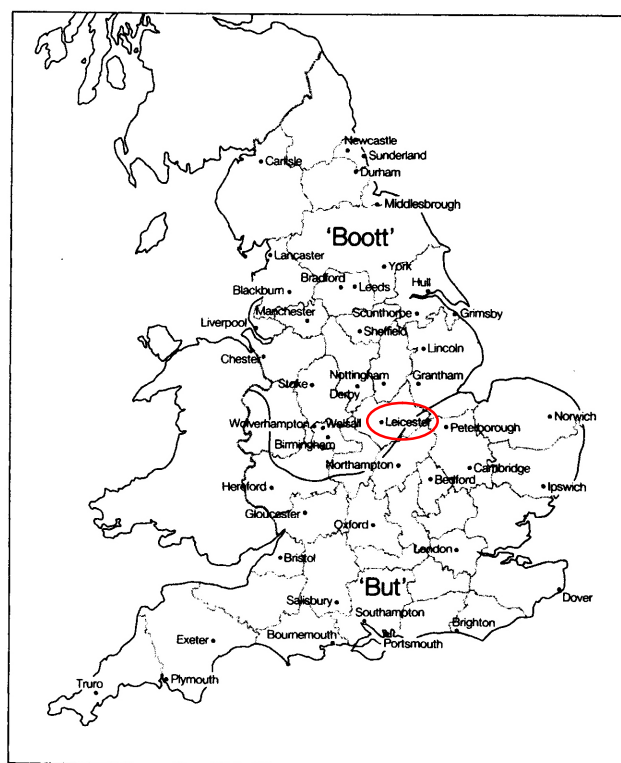 Newcastle
Carlisle
Sunderland
Durham
Middlesbrough
'Boott'
Lancaster
York
Bradford
Leeds
Hull
Blackburn
Manchester
Scunthorpe
Grimsby
Liverpool
Sheffield
Lincoln
Chester
Stoke
Nottingham
Grantham
Derby
Norwich
Wolverhampton
Walsall
Leicester
Peterborough
Birmingham
Northampton
Cambridge
Hereford
Bedford
Ipswich
Gloucester
Oxford
London
Bristol
'But'
Salisbury
Dover
Southampton
Brighton
Exeter
Bournemouth
Portsmouth
Truro
Plymouth